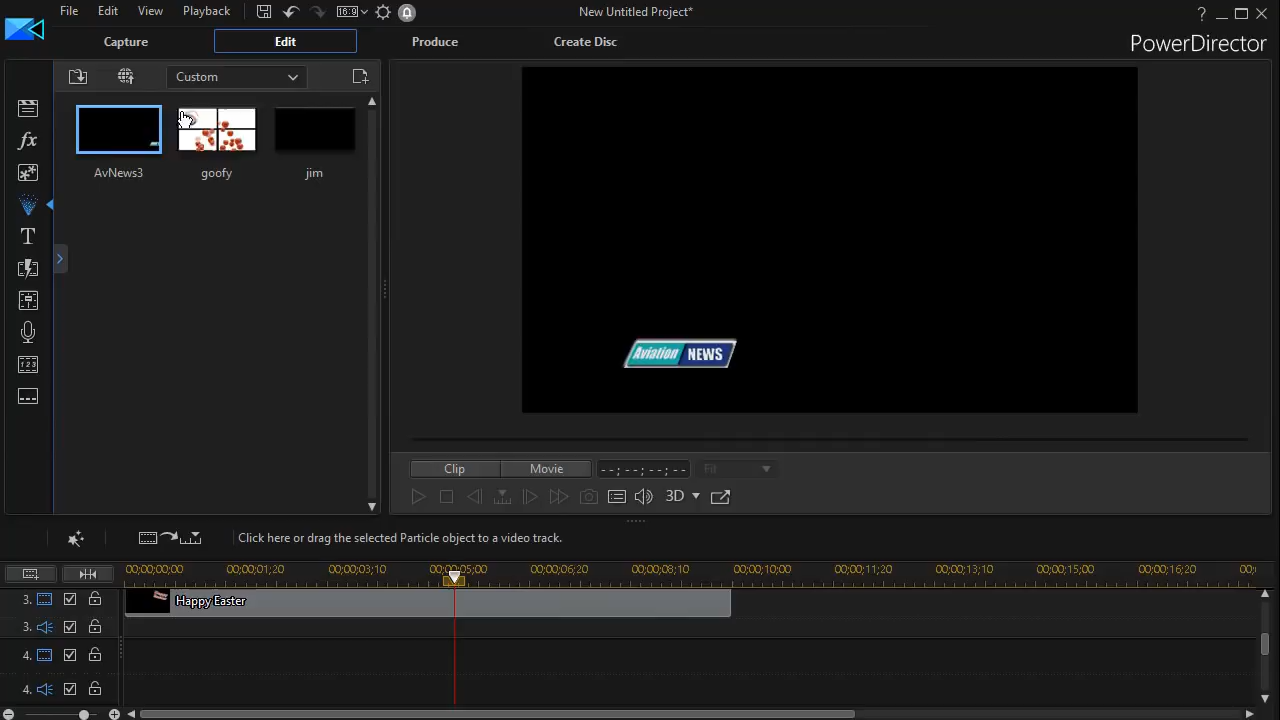 File Edit View Playback 16:9 New Untitled Project* ?
Capture Edit Produce Create Disc PowerDirector
Custom
fx
AvNews3 goofy jim
T
Aviation NEWS
Clip Movie --;--;--;-- Fit
3D
Click here or drag the selected Particle object to a video track.
00;00;00;00 00;00;01;20 00;00;03;10 00;00;05;00 00;00;06;20 00;00;08;10 00;00;10;00 00;00;11;20 00;00;13;10 00;00;15;00 00;00;16;20
3. Happy Easter
3.
4.
4.